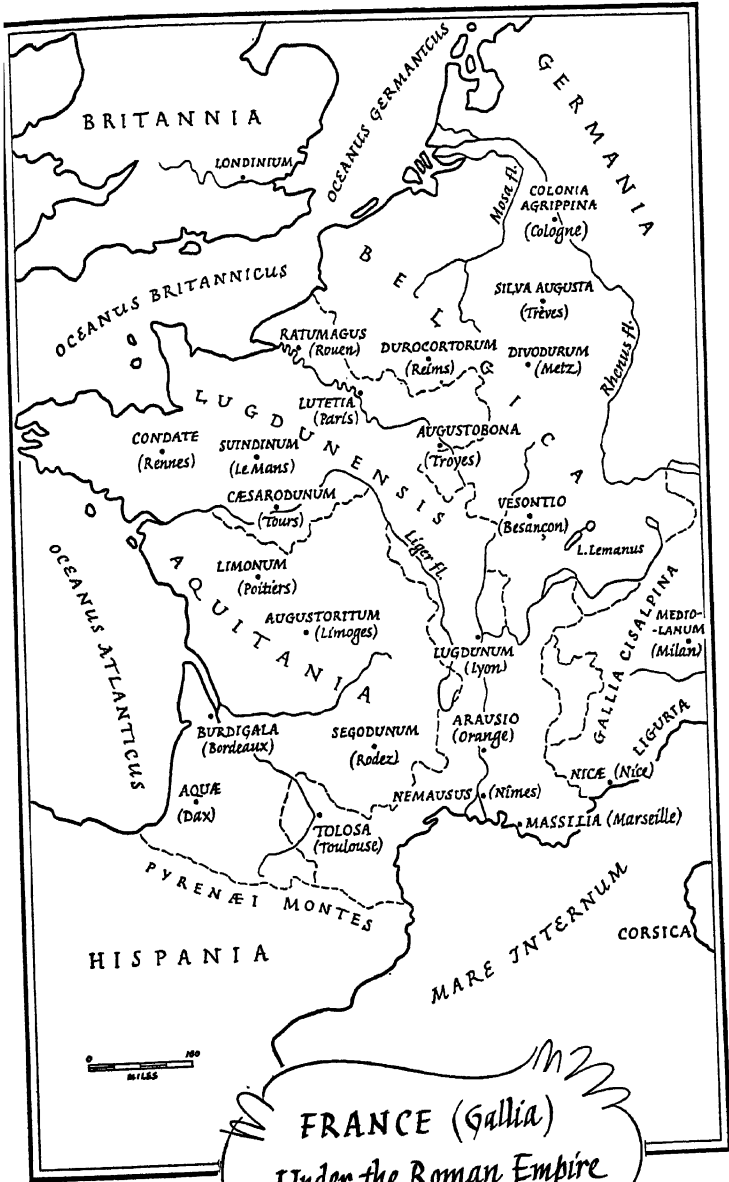 OCEANUS GERMANICUS
GERMANIA
BRITANNIA
LONDINIUM
Mosa fl.
COLONIA
AGRIPPINA
(Cologne)
BELGICA
OCEANUS BRITANNICUS
SILVA AUGUSTA
(Trèves)
RATUMAGUS
(Rouen)
DUROCORTORUM
(Reims)
DIVODURUM
(Metz)
Rhenus fl.
LUGDUNENSIS
LUTETIA
(Paris)
CONDATE
(Rennes)
SUINDINUM
(Le Mans)
AUGUSTOBONA
(Troyes)
CÆSARODUNUM
(Tours)
VESONTIO
(Besançon)
L. Lemanus
OCEANUS ATLANTICUS
AQUITANIA
LIMONUM
(Poitiers)
Liger fl.
AUGUSTORITUM
(Limoges)
GALLIA CISALPINA
MEDIO-
-LANUM
(Milan)
LUGDUNUM
(Lyon)
LIGURIA
BURDIGALA
(Bordeaux)
SEGODUNUM
(Rodez)
ARAUSIO
(Orange)
AQUÆ
(Dax)
NEMAUSUS (Nîmes)
NICÆ (Nice)
TOLOSA
(Toulouse)
MASSILIA (Marseille)
PYRENÆI MONTES
HISPANIA
MARE INTERNUM
CORSICA
0 100
MILES
FRANCE (Gallia)
Under the Roman Empire